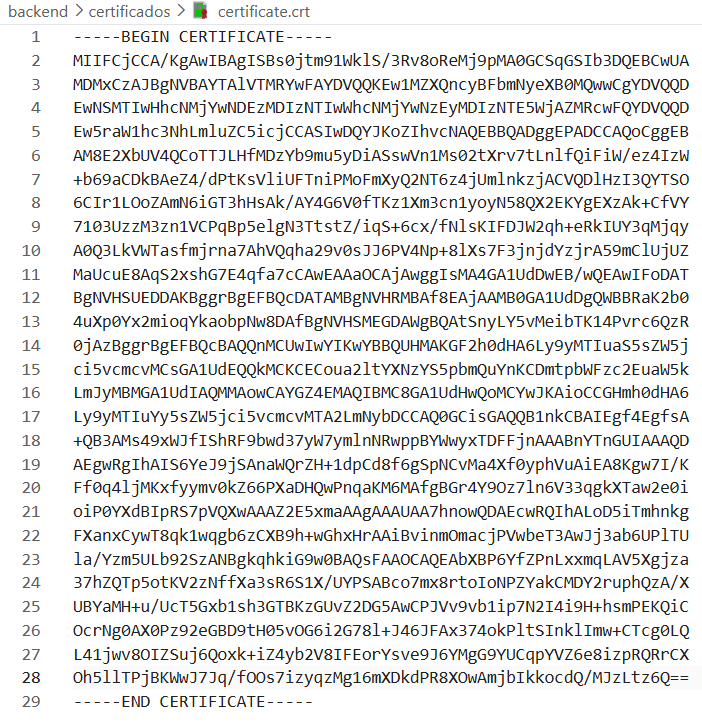 backend > certificados > certificate.crt
1 -----BEGIN CERTIFICATE-----
2 MIIFCjCCA/KgAwIBAgISBs0jtm91WklS/3Rv8oReMj9pMA0GCSqGSIb3DQEBCwUA
3 MDMxCzAJBgNVBAYTAlVTMRYwFAYDVQQKEw1MZXQncyBFbmNyeXB0MQwwCgYDVQQD
4 EwNSMTIwHhcNMjYwNDEzMDIzNTIwWhcNMjYwNzEyMDIzNTE5WjAZMRcwFQYDVQQD
5 Ew5raW1hc3NhLmluZC5icjCCASIwDQYJKoZIhvcNAQEBBQADggEPADCCAQoCggEB
6 AM8E2XbUV4QCoTTJLHfMDzYb9mu5yDiASswVn1Ms02tXrv7tLnlfQiFiW/ez4IzW
7 +b69aCDkBAeZ4/dPtKsVliUFTniPMoFmXyQ2NT6z4jUmlnkzjACVQDlHzI3QYTSO
8 6CIr1LOoZAmN6iGT3hHsAk/AY4G6V0fTKz1Xm3cn1yoyN58QX2EKYgEXzAk+CfVY
9 7103UzzM3zn1VCPqBp5elgN3TtstZ/iqS+6cx/fNlsKIFDJW2qh+eRkIUY3qMjqy
10 A0Q3LkVWTasfmjrna7AhVQqha29v0sJJ6PV4Np+8lXs7F3jnjdYzjrA59mClUjUZ
11 MaUcuE8AqS2xshG7E4qfa7cCAwEAAaOCAjAwggIsMA4GA1UdDwEB/wQEAwIFoDAT
12 BgNVHSUEDDAKBggrBgEFBQcDATAMBgNVHRMBAf8EAjAAMB0GA1UdDgQWBBRaK2b0
13 4uXp0Yx2mioqYkaobpNw8DAfBgNVHSMEGDAWgBQAtSnyLY5vMeibTK14Pvrc6QzR
14 0jAzBggrBgEFBQcBAQQnMCUwIwYIKwYBBQUHMAKGF2h0dHA6Ly9yMTIuaS5sZW5j
15 ci5vcmcvMCsGA1UdEQQkMCKCECoua2ltYXNzYS5pbmQuYnKCDmtpbWFzc2EuaW5k
16 LmJyMBMGA1UdIAQMMAowCAYGZ4EMAQIBMC8GA1UdHwQoMCYwJKAioCCGHmh0dHA6
17 Ly9yMTIuYy5sZW5jci5vcmcvMTA2LmNybDCCAQ0GCisGAQQB1nkCBAIEgf4EgfsA
18 +QB3AMs49xWJfIShRF9bwd37yW7ymlnNRwppBYWwyxTDFFjnAAABnYTnGUIAAAQD
19 AEgwRgIhAIS6YeJ9jSAnaWQrZH+1dpCd8f6gSpNCvMa4Xf0yphVuAiEA8Kgw7I/K
20 Ff0q4ljMKxfyymv0kZ66PXaDHQwPnqaKM6MAfgBGr4Y9Oz7ln6V33qgkXTaw2e0i
21 oiP0YXdBIpRS7pVQXwAAAZ2E5xmaAAgAAAUAA7hnowQDAEcwRQIhALoD5iTmhnkg
22 FXanxCywT8qk1wqgb6zCXB9h+wGhxHrAAiBvinmOmacjPVwbeT3AwJj3ab6UPlTU
23 la/Yzm5ULb92SzANBgkqhkiG9w0BAQsFAAOCAQEAbXBP6YfZPnLxxmqLAV5Xgjza
24 37hZQTp5otKV2zNffXa3sR6S1X/UYPSABco7mx8rtoIoNPZYakCMDY2ruphQzA/X
25 UBYaMH+u/UcT5Gxb1sh3GTBKzGUvZ2DG5AwCPJVv9vb1ip7N2I4i9H+hsmPEKQiC
26 OcrNg0AX0Pz92eGBD9tH05vOG6i2G78l+J46JFAx374okPltSInklImw+CTcg0LQ
27 L41jwv8OIZSuj6Qoxk+iZ4yb2V8IFEorYsve9J6YMgG9YUCqpYVZ6e8izpRQRrCX
28 Oh5llTPjBKWwJ7Jq/fOOs7izyqzMg16mXDkdPR8XOwAmjbIkkocdQ/MJzLtz6Q==
29 -----END CERTIFICATE-----